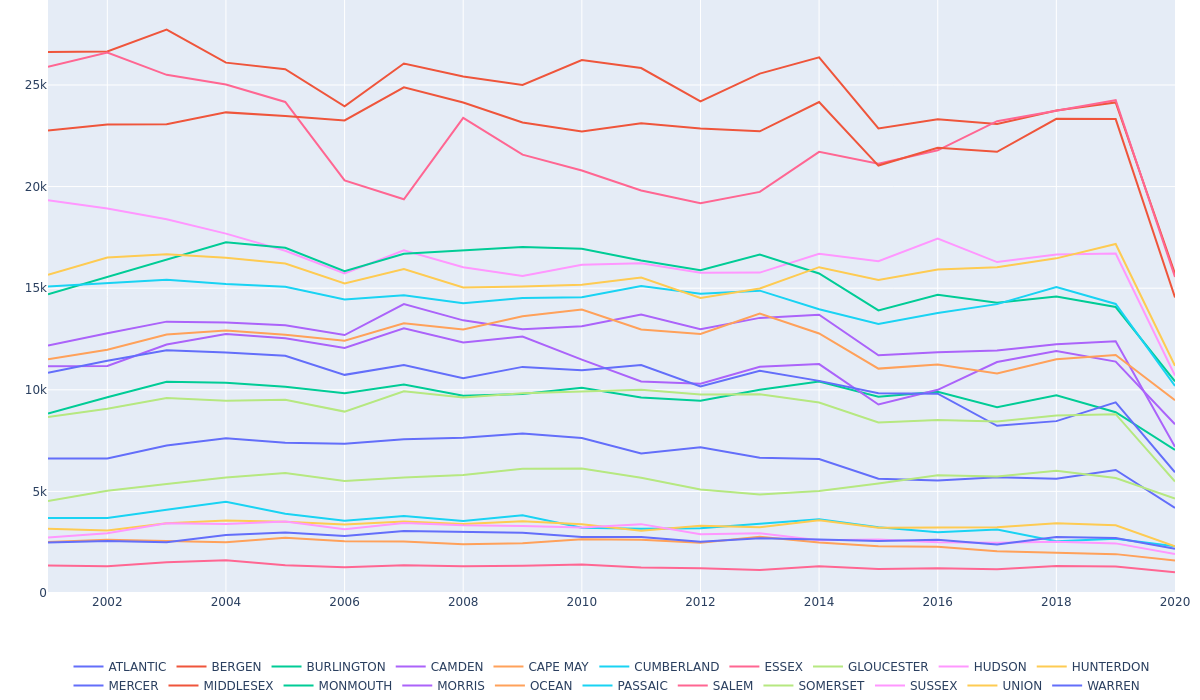 25k
20k
15k
10k
5k
0
2002 2004 2006 2008 2010 2012 2014 2016 2018 2020
ATLANTIC BERGEN BURLINGTON CAMDEN CAPE MAY CUMBERLAND ESSEX GLOUCESTER HUDSON HUNTERDON
MERCER MIDDLESEX MONMOUTH MORRIS OCEAN PASSAIC SALEM SOMERSET SUSSEX UNION WARREN